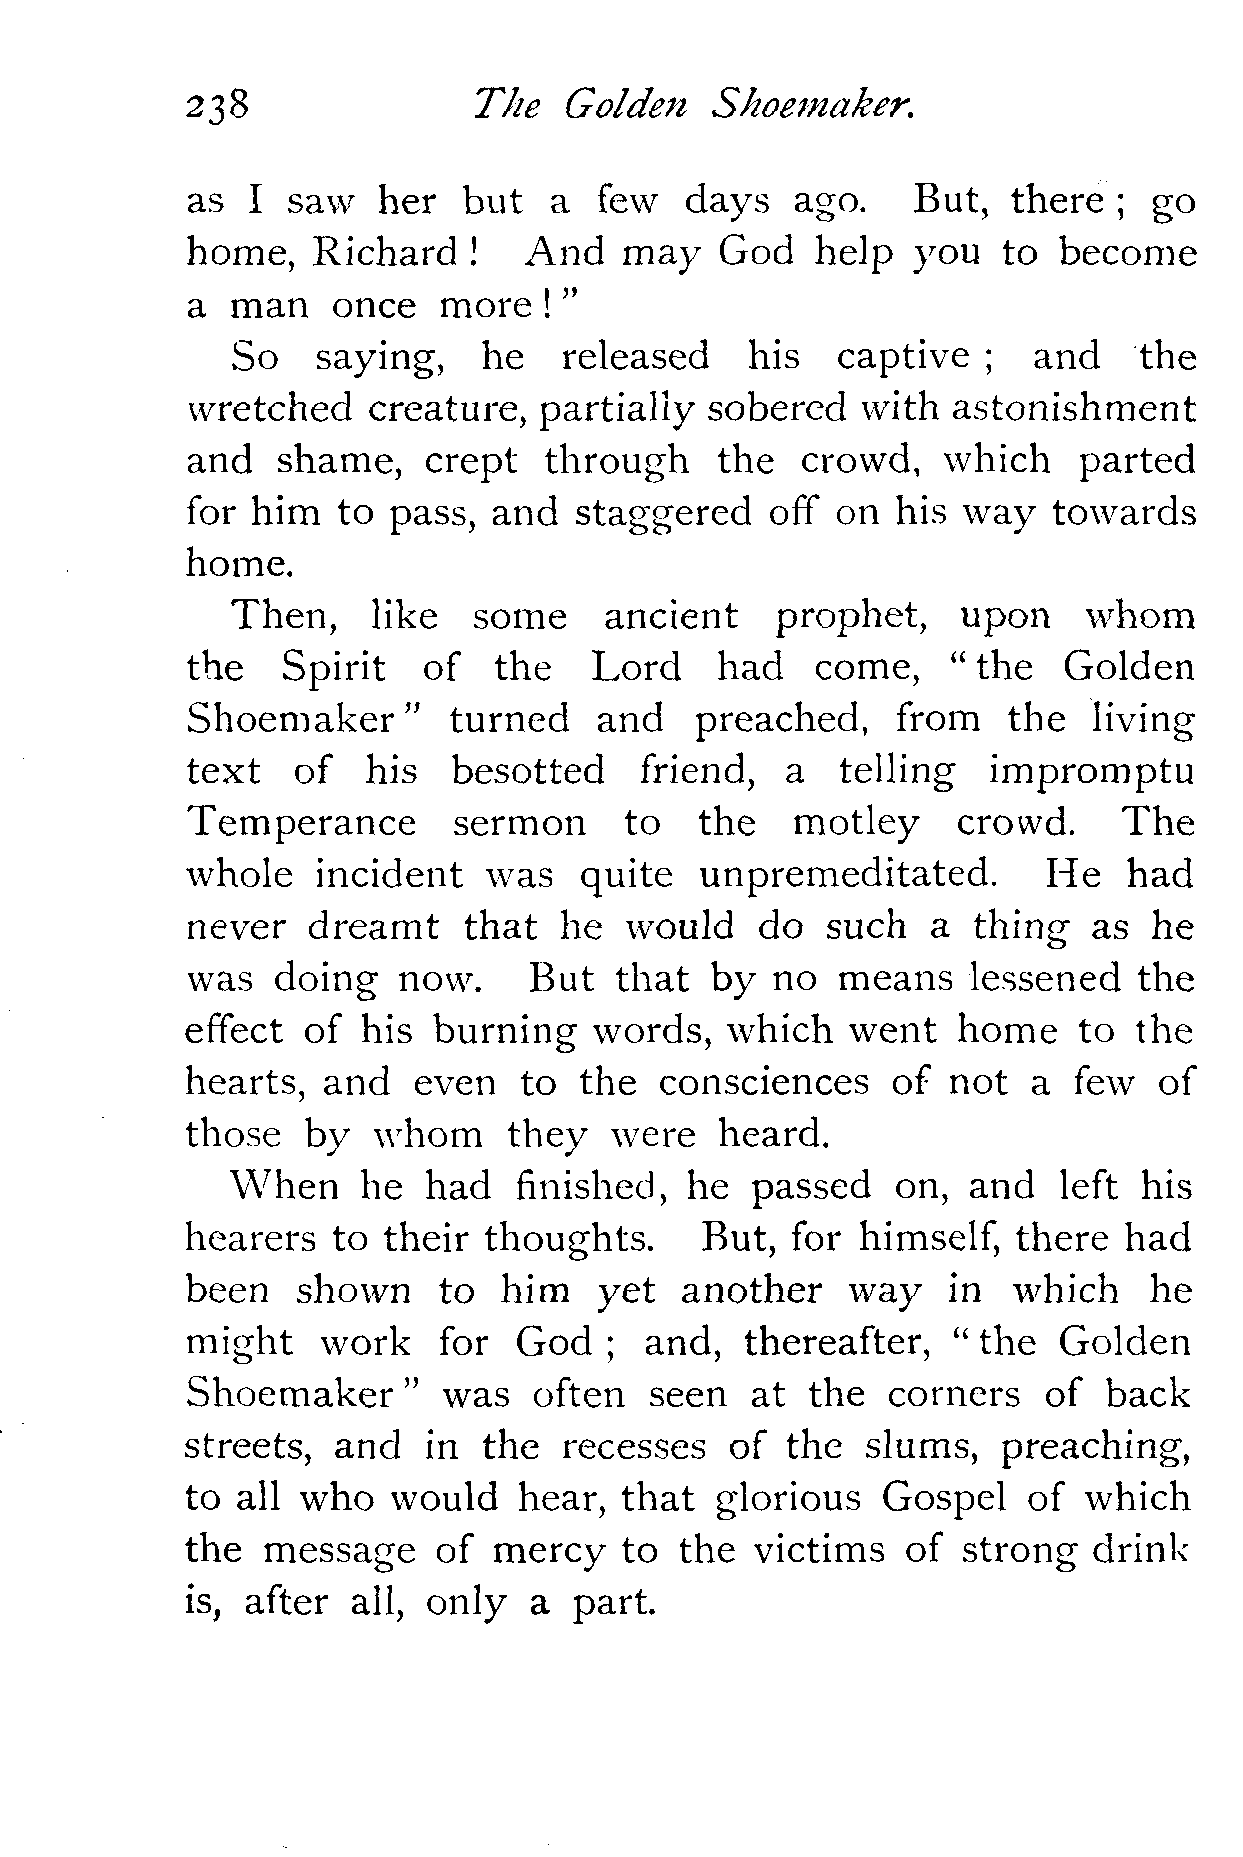 238 The Golden Shoemaker.
as I saw her but a few days ago. But, there ; go
home, Richard ! And may God help you to become
a man once more ! ”
So saying, he released his captive ; and the
wretched creature, partially sobered with astonishment
and shame, crept through the crowd, which parted
for him to pass, and staggered off on his way towards
home.
Then, like some ancient prophet, upon whom
the Spirit of the Lord had come, “ the Golden
Shoemaker ” turned and preached, from the living
text of his besotted friend, a telling impromptu
Temperance sermon to the motley crowd. The
whole incident was quite unpremeditated. He had
never dreamt that he would do such a thing as he
was doing now. But that by no means lessened the
effect of his burning words, which went home to the
hearts, and even to the consciences of not a few of
those by whom they were heard.
When he had finished, he passed on, and left his
hearers to their thoughts. But, for himself, there had
been shown to him yet another way in which he
might work for God ; and, thereafter, “ the Golden
Shoemaker ” was often seen at the corners of back
streets, and in the recesses of the slums, preaching,
to all who would hear, that glorious Gospel of which
the message of mercy to the victims of strong drink
is, after all, only a part.